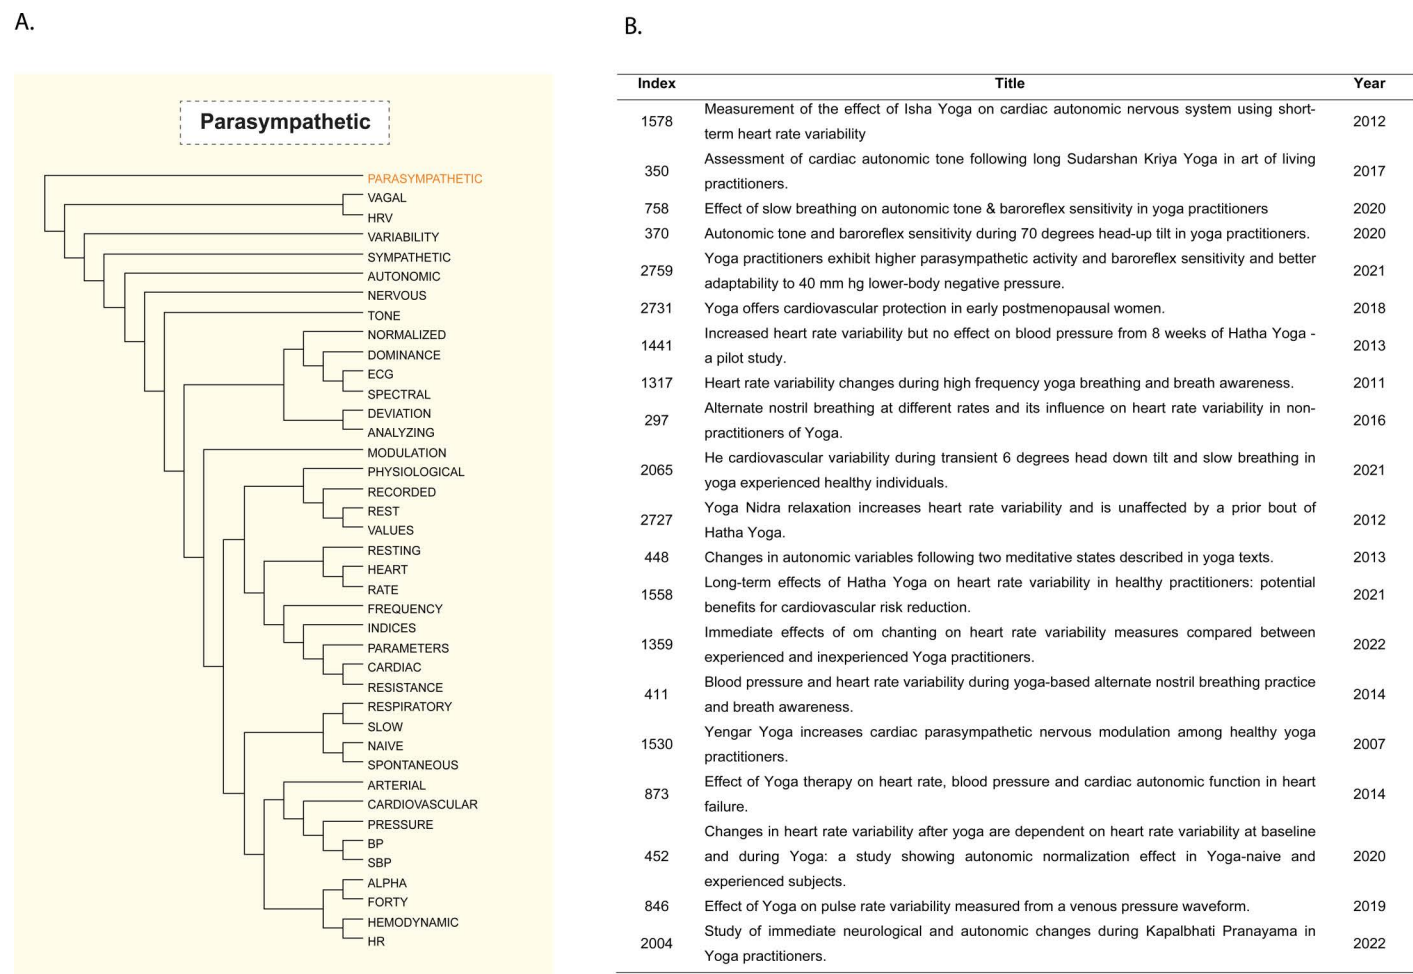 A.
Parasympathetic
PARASYMPATHETIC
VAGAL
HRV
VARIABILITY
SYMPATHETIC
AUTONOMIC
NERVOUS
TONE
NORMALIZED
DOMINANCE
ECG
SPECTRAL
DEVIATION
ANALYZING
MODULATION
PHYSIOLOGICAL
RECORDED
REST
VALUES
RESTING
HEART
RATE
FREQUENCY
INDICES
PARAMETERS
CARDIAC
RESISTANCE
RESPIRATORY
SLOW
NAIVE
SPONTANEOUS
ARTERIAL
CARDIOVASCULAR
PRESSURE
BP
SBP
ALPHA
FORTY
HEMODYNAMIC
HR
B.
Index Title Year
Measurement of the effect of Isha Yoga on cardiac autonomic nervous system using short-
1578 2012
term heart rate variability
Assessment of cardiac autonomic tone following long Sudarshan Kriya Yoga in art of living
350 2017
practitioners.
758 Effect of slow breathing on autonomic tone & baroreflex sensitivity in yoga practitioners 2020
370 Autonomic tone and baroreflex sensitivity during 70 degrees head-up tilt in yoga practitioners. 2020
Yoga practitioners exhibit higher parasympathetic activity and baroreflex sensitivity and better
2759 2021
adaptability to 40 mm hg lower-body negative pressure.
2731 Yoga offers cardiovascular protection in early postmenopausal women. 2018
Increased heart rate variability but no effect on blood pressure from 8 weeks of Hatha Yoga -
1441 2013
a pilot study.
1317 Heart rate variability changes during high frequency yoga breathing and breath awareness. 2011
Alternate nostril breathing at different rates and its influence on heart rate variability in non-
297 2016
practitioners of Yoga.
He cardiovascular variability during transient 6 degrees head down tilt and slow breathing in
2065 2021
yoga experienced healthy individuals.
Yoga Nidra relaxation increases heart rate variability and is unaffected by a prior bout of
2727 2012
Hatha Yoga.
448 Changes in autonomic variables following two meditative states described in yoga texts. 2013
Long-term effects of Hatha Yoga on heart rate variability in healthy practitioners: potential
1558 2021
benefits for cardiovascular risk reduction.
Immediate effects of om chanting on heart rate variability measures compared between
1359 2022
experienced and inexperienced Yoga practitioners.
Blood pressure and heart rate variability during yoga-based alternate nostril breathing practice
411 2014
and breath awareness.
Yengar Yoga increases cardiac parasympathetic nervous modulation among healthy yoga
1530 2007
practitioners.
Effect of Yoga therapy on heart rate, blood pressure and cardiac autonomic function in heart
873 2014
failure.
Changes in heart rate variability after yoga are dependent on heart rate variability at baseline
452 and during Yoga: a study showing autonomic normalization effect in Yoga-naive and 2020
experienced subjects.
846 Effect of Yoga on pulse rate variability measured from a venous pressure waveform. 2019
Study of immediate neurological and autonomic changes during Kapalbhati Pranayama in
2004 2022
Yoga practitioners.